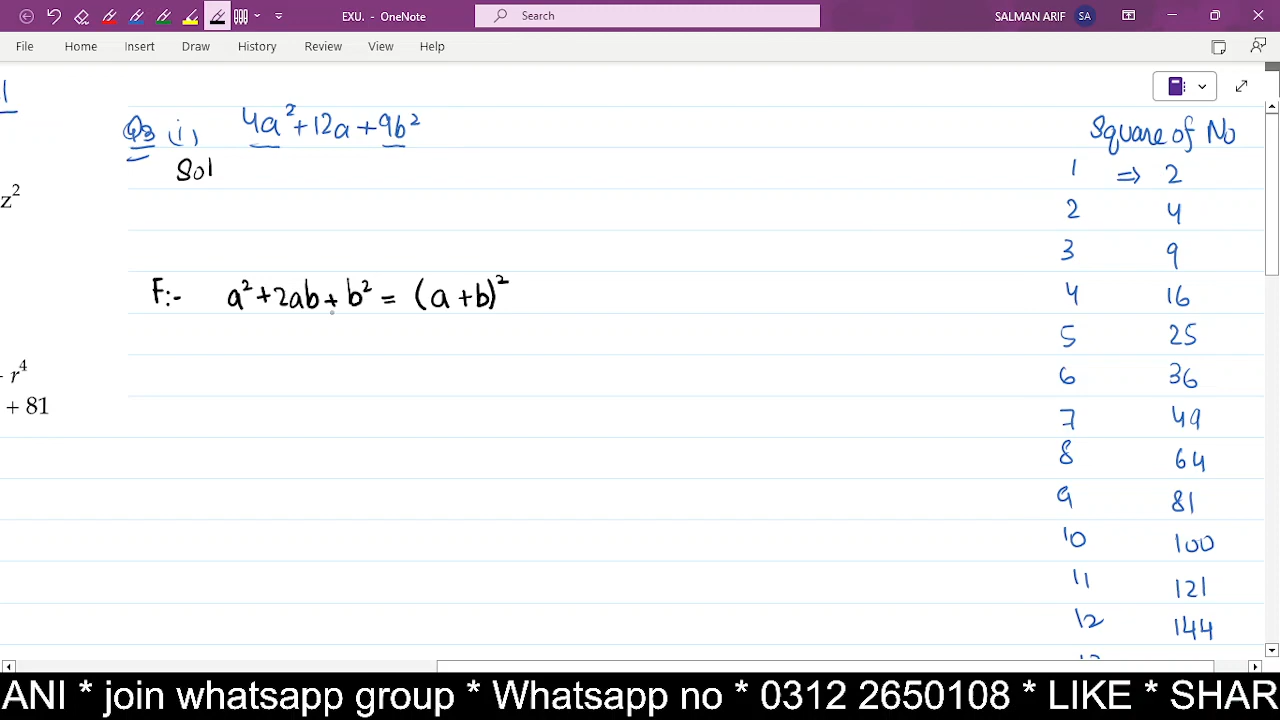 EXU. - OneNote
Search
SALMAN ARIF SA
File Home Insert Draw History Review View Help
1
Q3 (i) 4a²+12a+9b²
Sol
z²
F:- a²+2ab+b² = (a+b)²
- r⁴
+ 81
Square of No
1 ⇒ 2
2 4
3 9
4 16
5 25
6 36
7 49
8 64
9 81
10 100
11 121
12 144
ANI * join whatsapp group * Whatsapp no * 0312 2650108 * LIKE * SHAR